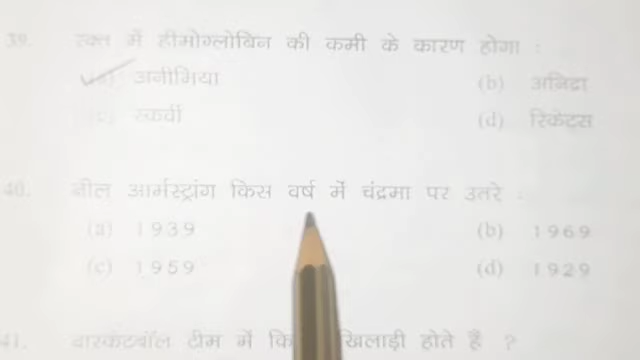 39. रक्त में हीमोग्लोबिन की कमी के कारण होगा :
(a) अनीमिया (b) अनिद्रा
(c) स्कर्वी (d) रिकेट्स
40. नील आर्मस्ट्रांग किस वर्ष में चंद्रमा पर उतरे :
(a) 1939 (b) 1969
(c) 1959 (d) 1929
41. बास्केटबॉल टीम में खिलाड़ी होते हैं ?